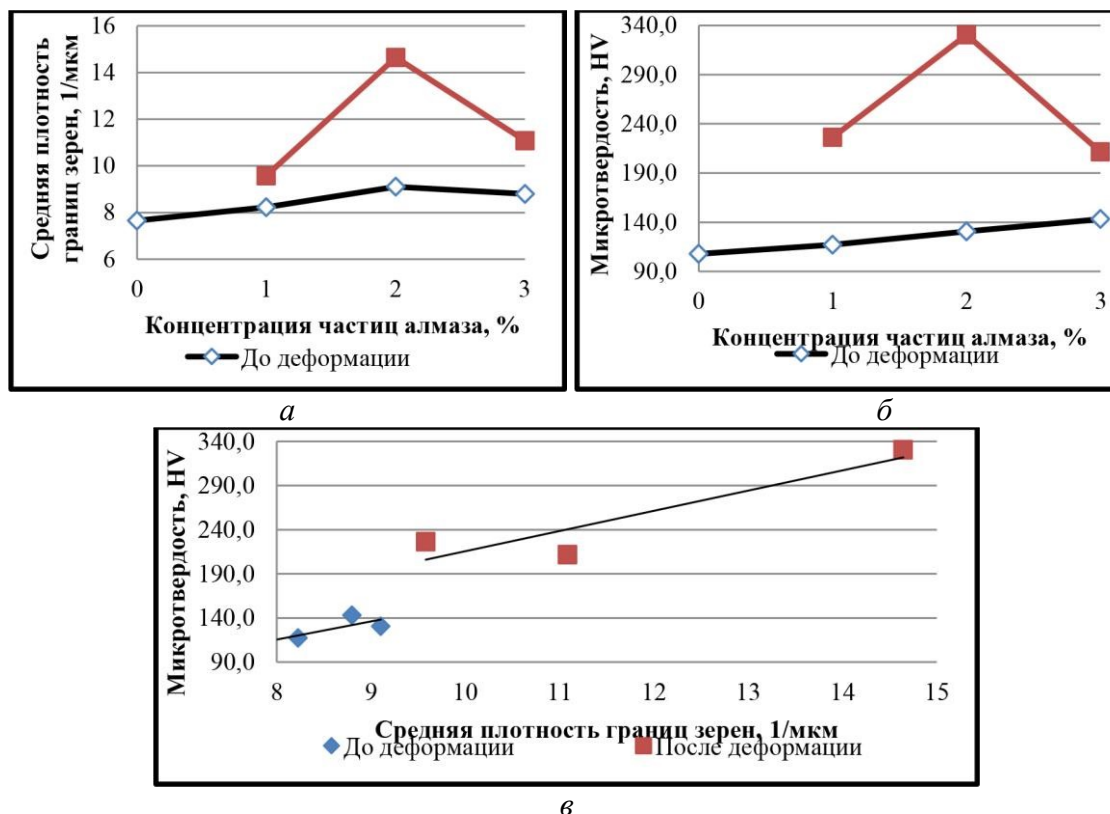 Средняя плотность
границ зерен, 1/мкм
16
14
12
10
8
6
0 1 2 3
Концентрация частиц алмаза, %
До деформации
а
Микротвердость, HV
340,0
290,0
240,0
190,0
140,0
90,0
0 1 2 3
Концентрация частиц алмаза, %
До деформации
б
Микротвердость, HV
340,0
290,0
240,0
190,0
140,0
90,0
8 9 10 11 12 13 14 15
Средняя плотность границ зерен, 1/мкм
До деформации После деформации
в